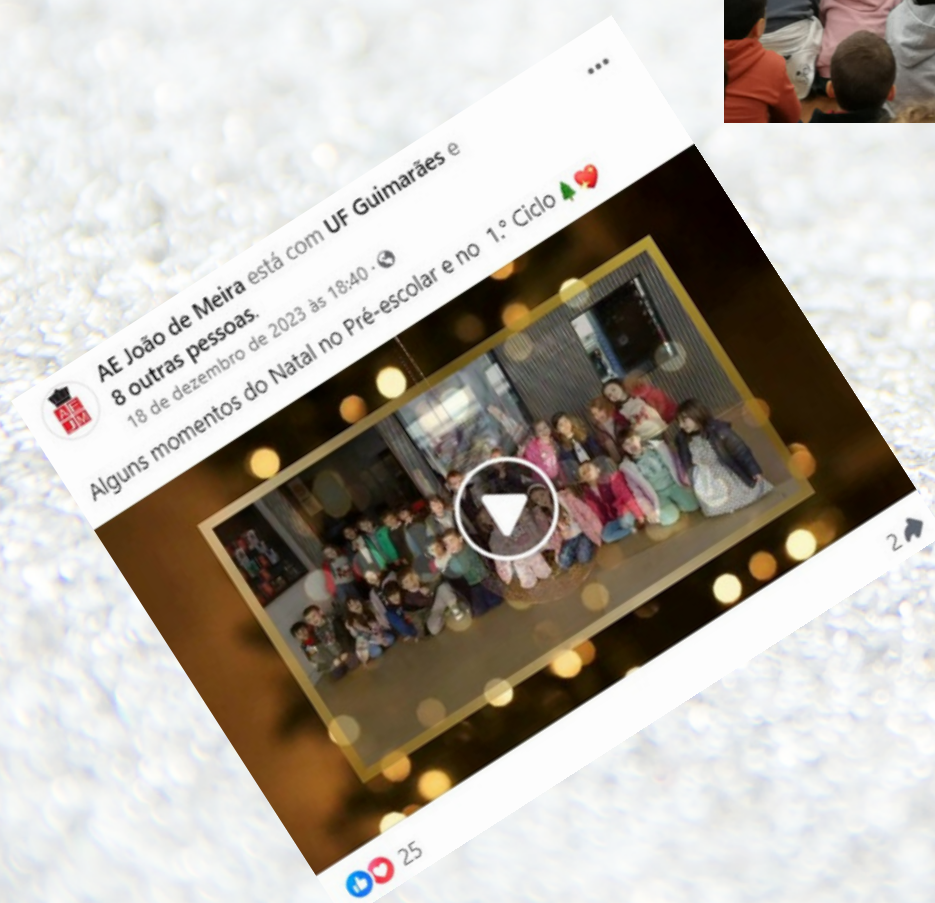 AE João de Meira está com UF Guimarães e
8 outras pessoas.
18 de dezembro de 2023 às 18:40 ·
Alguns momentos do Natal no Pré-escolar e no 1.º Ciclo 🌲💖
25
2